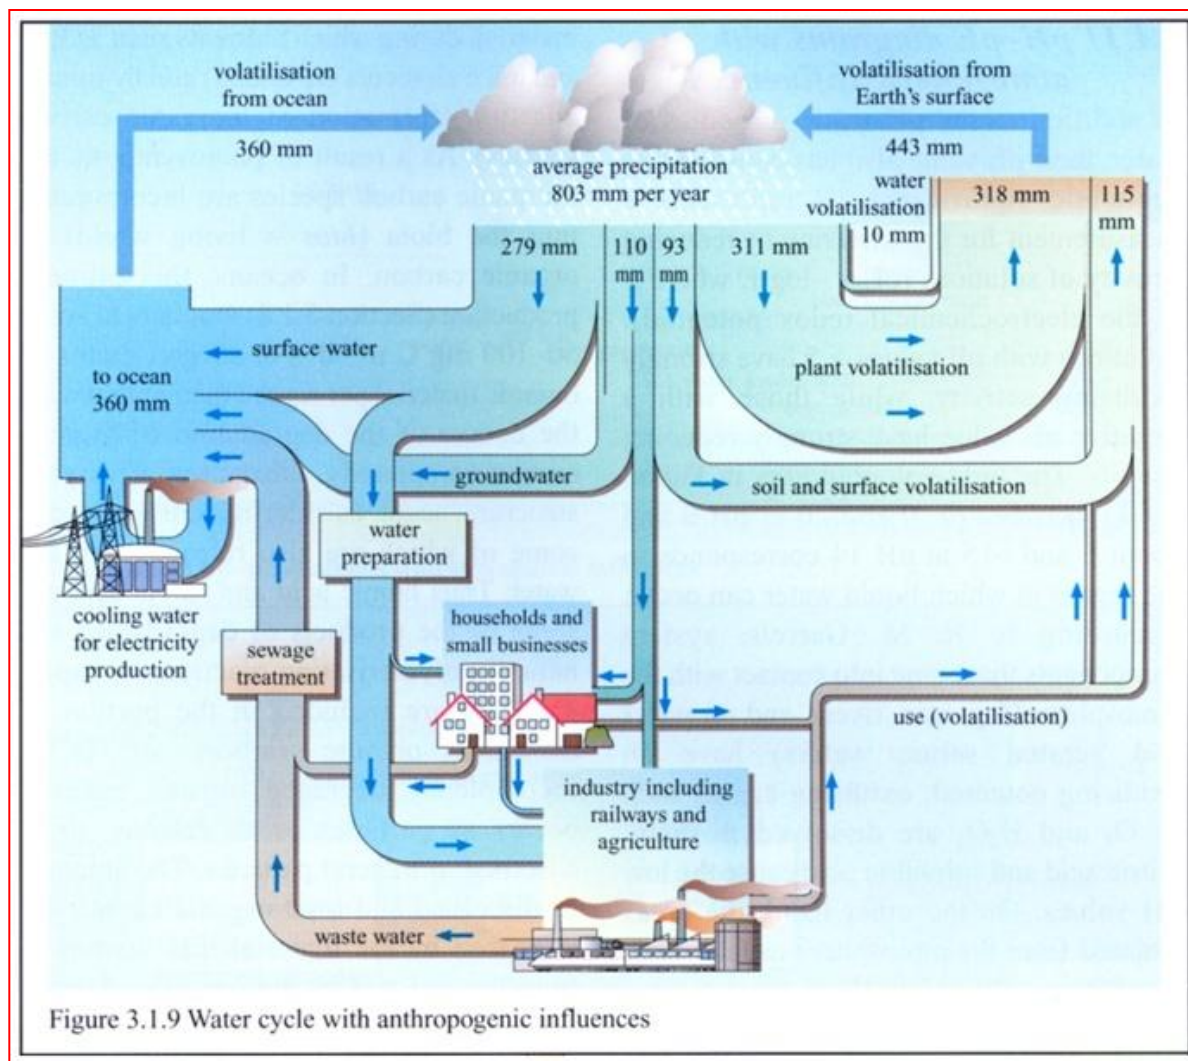 volatilisation
from ocean
360 mm
volatilisation from
Earth's surface
443 mm
average precipitation
803 mm per year
water
volatilisation
10 mm
318 mm
115
mm
279 mm
110
mm
93
mm
311 mm
surface water
to ocean
360 mm
plant volatilisation
groundwater
soil and surface volatilisation
water
preparation
cooling water
for electricity
production
households and
small businesses
sewage
treatment
use (volatilisation)
industry including
railways and
agriculture
waste water
Figure 3.1.9 Water cycle with anthropogenic influences